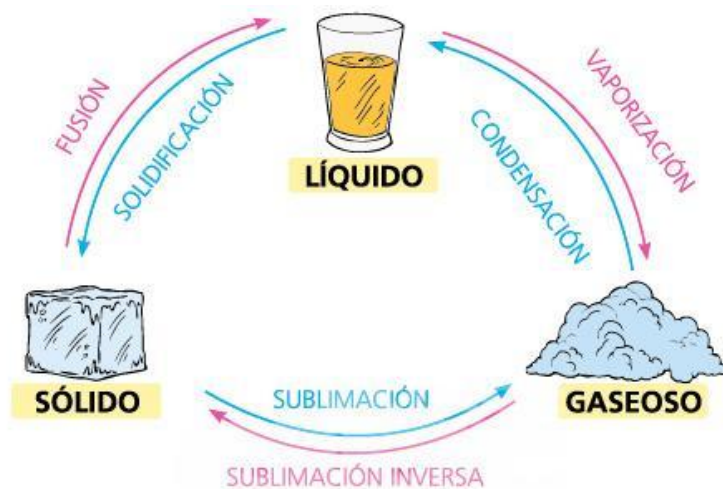 FUSIÓN
SOLIDIFICACIÓN
LÍQUIDO
CONDENSACIÓN
VAPORIZACIÓN
SÓLIDO
SUBLIMACIÓN
GASEOSO
SUBLIMACIÓN INVERSA